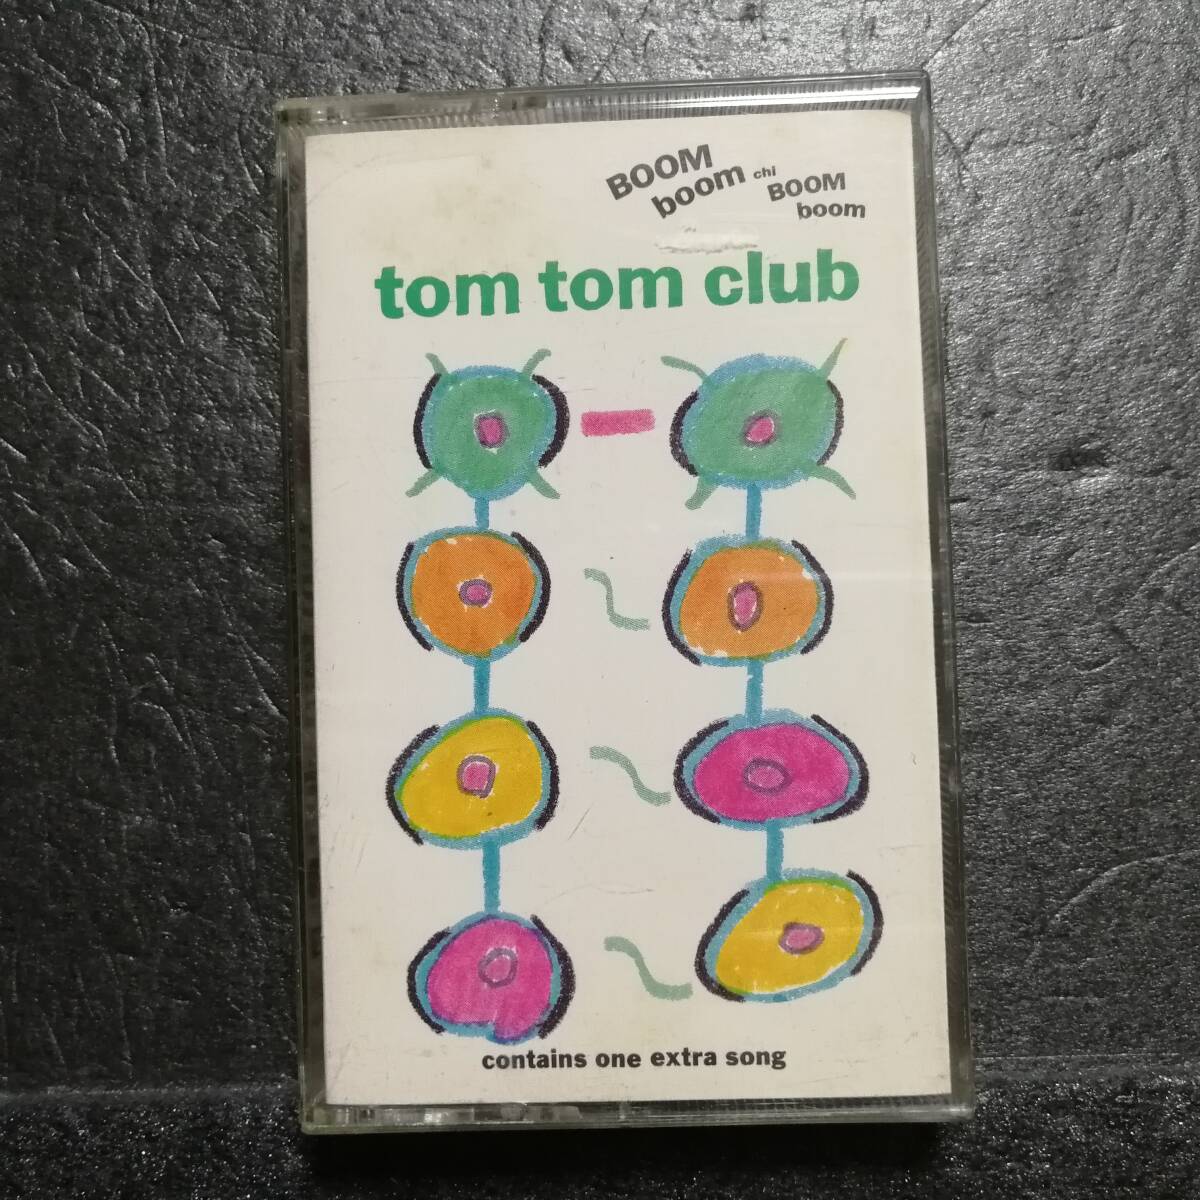 BOOM
boom chi BOOM
boom
tom tom club
contains one extra song